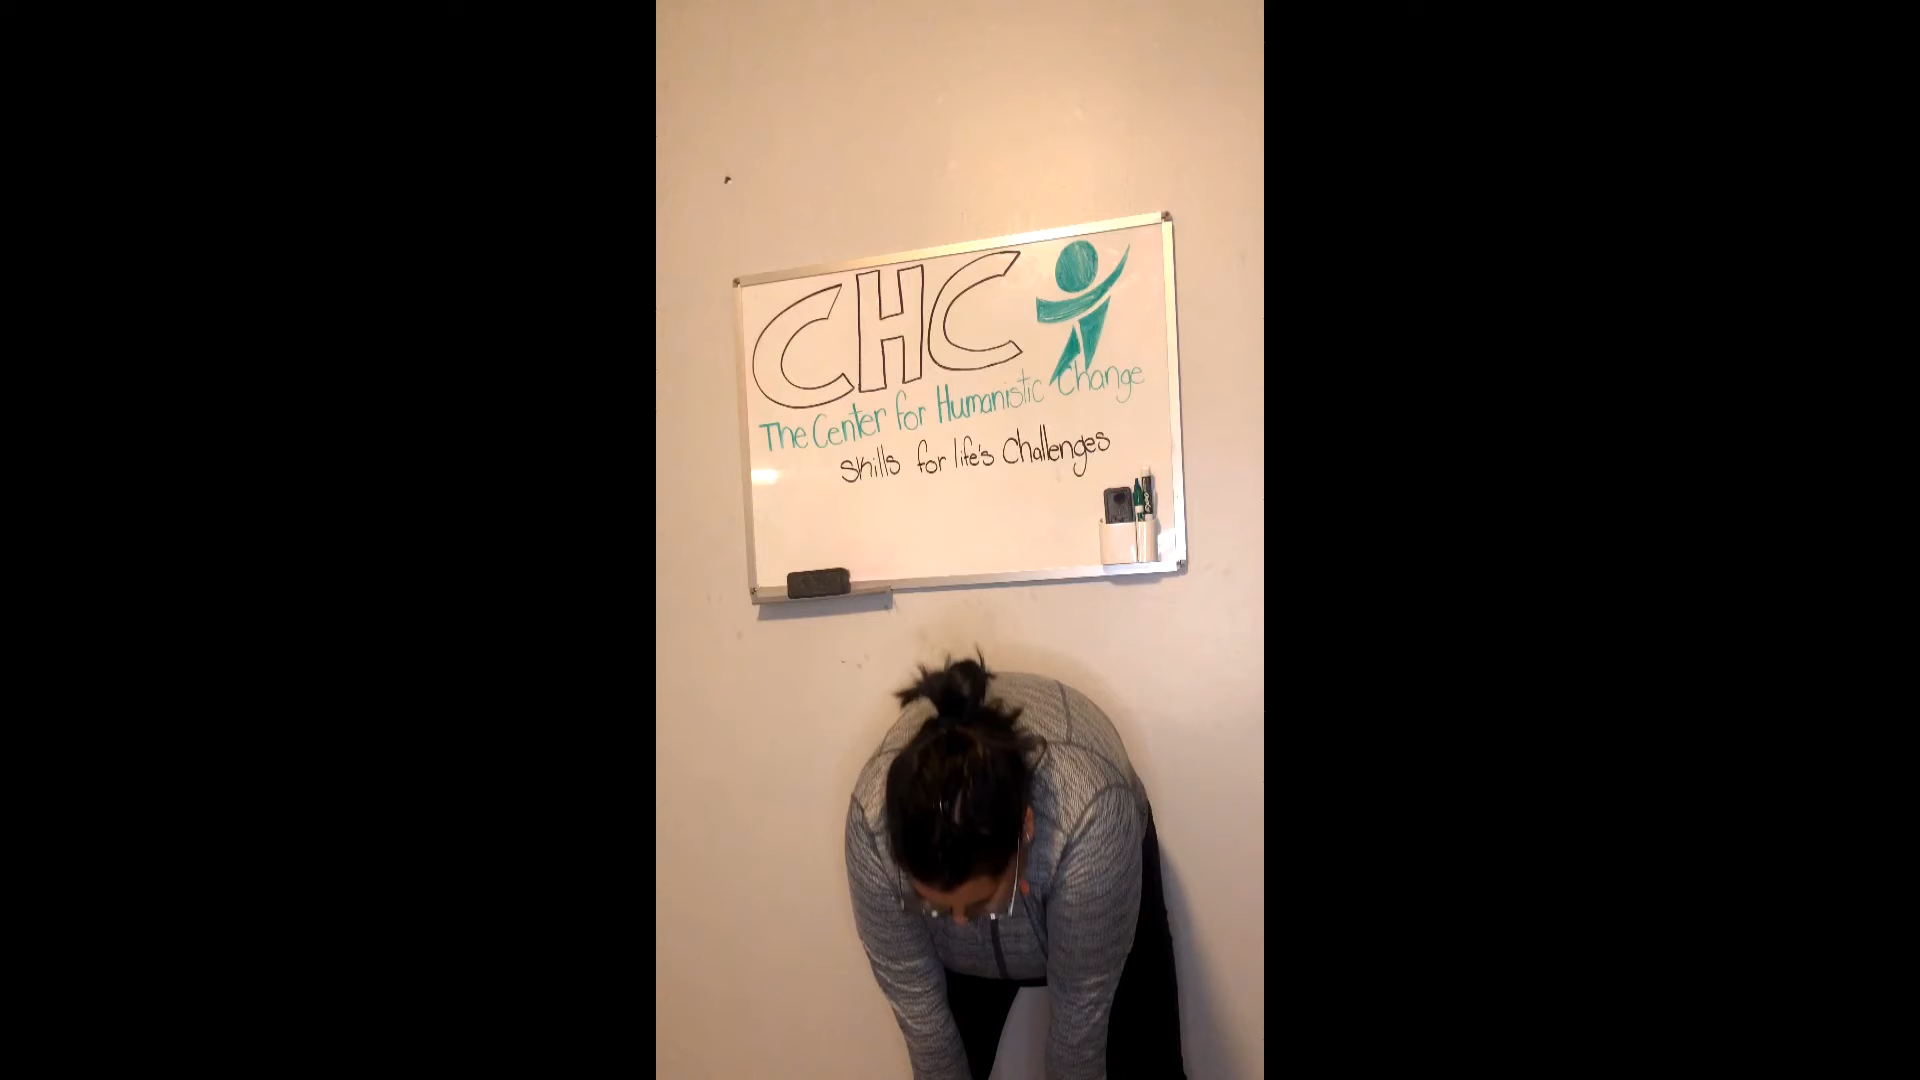 CHC
The Center for Humanistic Change
Skills for life's Challenges